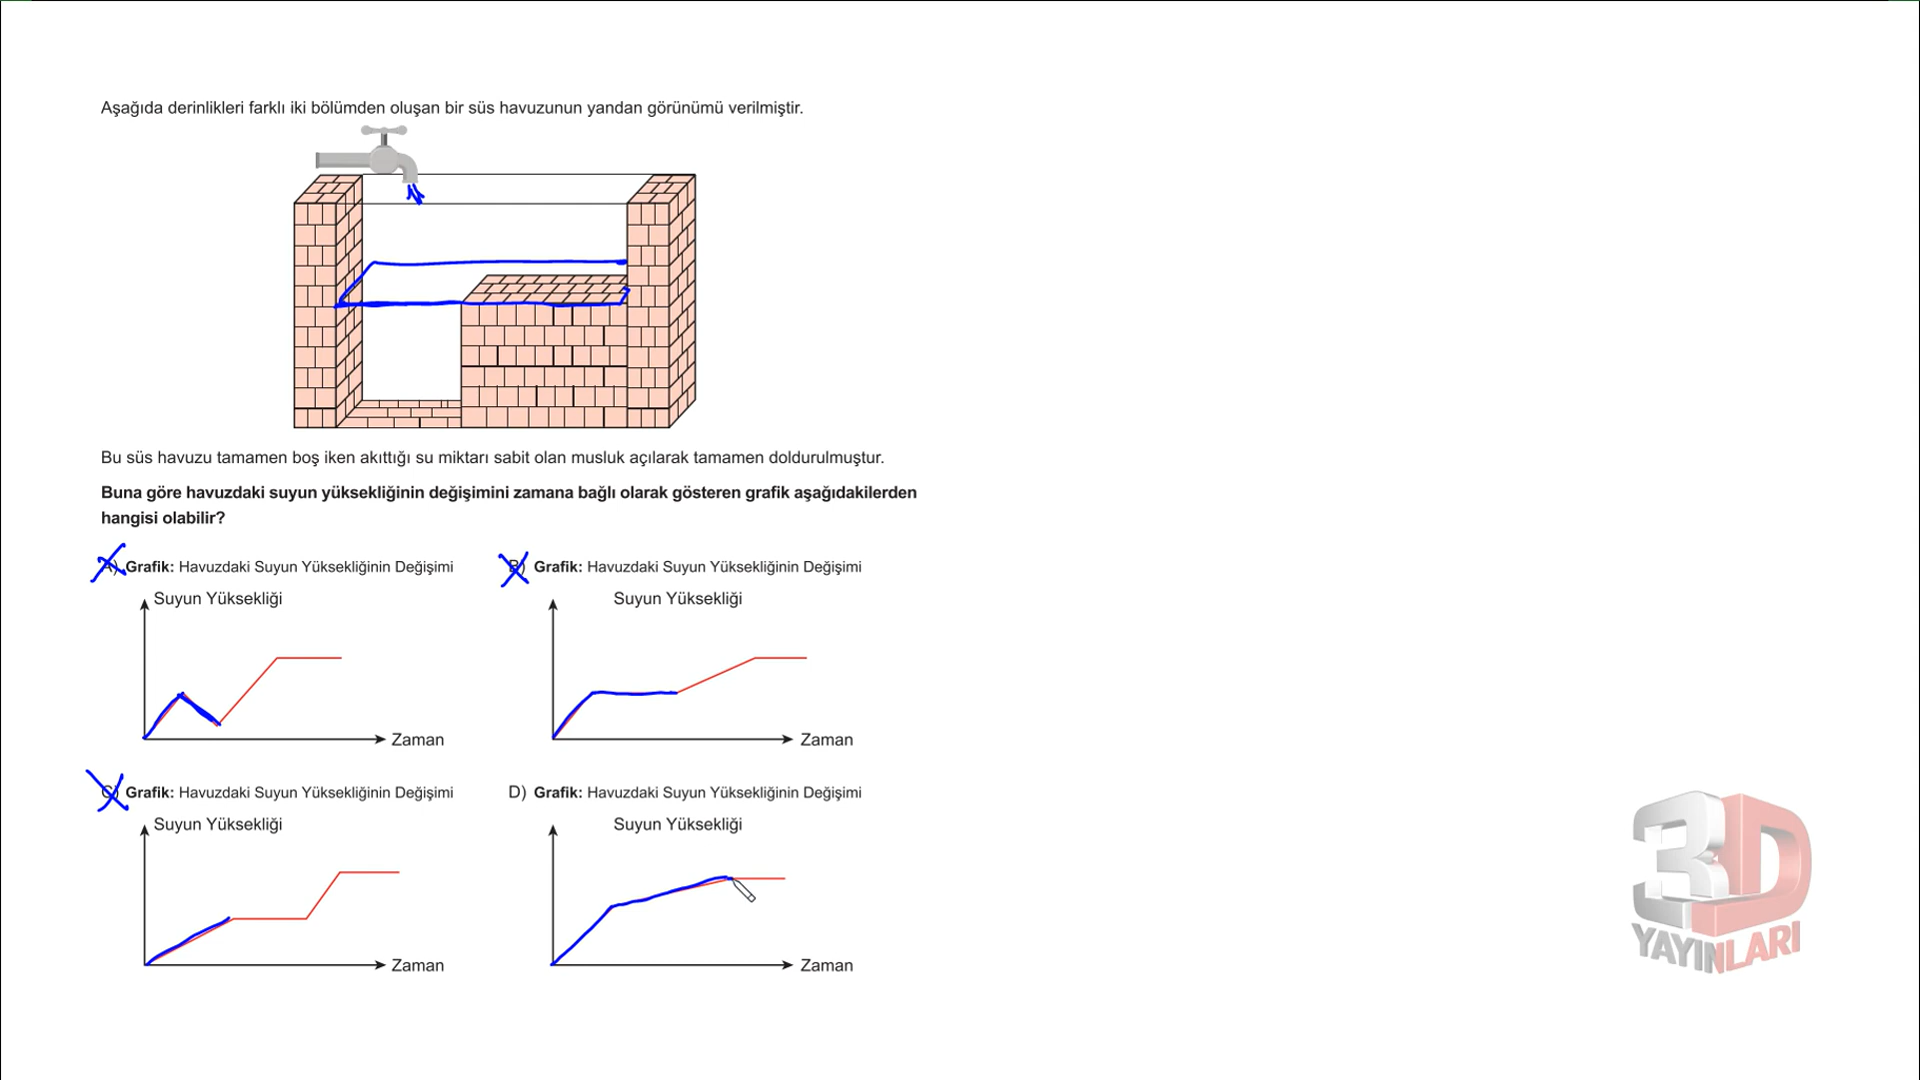 Aşağıda derinlikleri farklı iki bölümden oluşan bir süs havuzunun yandan görünümü verilmiştir.
Bu süs havuzu tamamen boş iken akıttığı su miktarı sabit olan musluk açılarak tamamen doldurulmuştur.
Buna göre havuzdaki suyun yüksekliğinin değişimini zamana bağlı olarak gösteren grafik aşağıdakilerden
hangisi olabilir?
A) Grafik: Havuzdaki Suyun Yüksekliğinin Değişimi
Suyun Yüksekliği
Zaman
B) Grafik: Havuzdaki Suyun Yüksekliğinin Değişimi
Suyun Yüksekliği
Zaman
C) Grafik: Havuzdaki Suyun Yüksekliğinin Değişimi
Suyun Yüksekliği
Zaman
D) Grafik: Havuzdaki Suyun Yüksekliğinin Değişimi
Suyun Yüksekliği
Zaman
3D
YAYINLARI